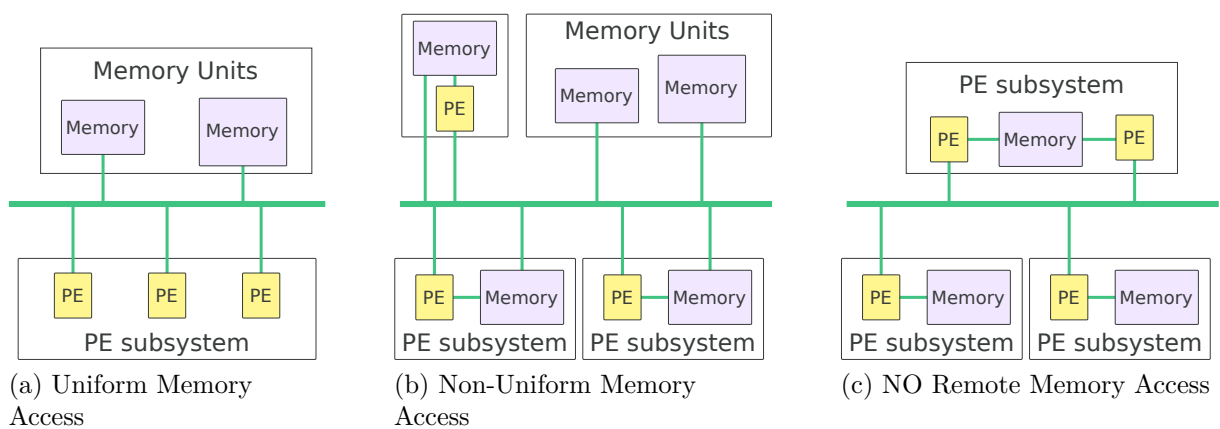 Memory Units
Memory
Memory
PE
PE
PE
PE subsystem
(a) Uniform Memory
Access
Memory
PE
Memory Units
Memory
Memory
PE
Memory
PE subsystem
PE
Memory
PE subsystem
(b) Non-Uniform Memory
Access
PE subsystem
PE
Memory
PE
PE
Memory
PE subsystem
PE
Memory
PE subsystem
(c) NO Remote Memory Access